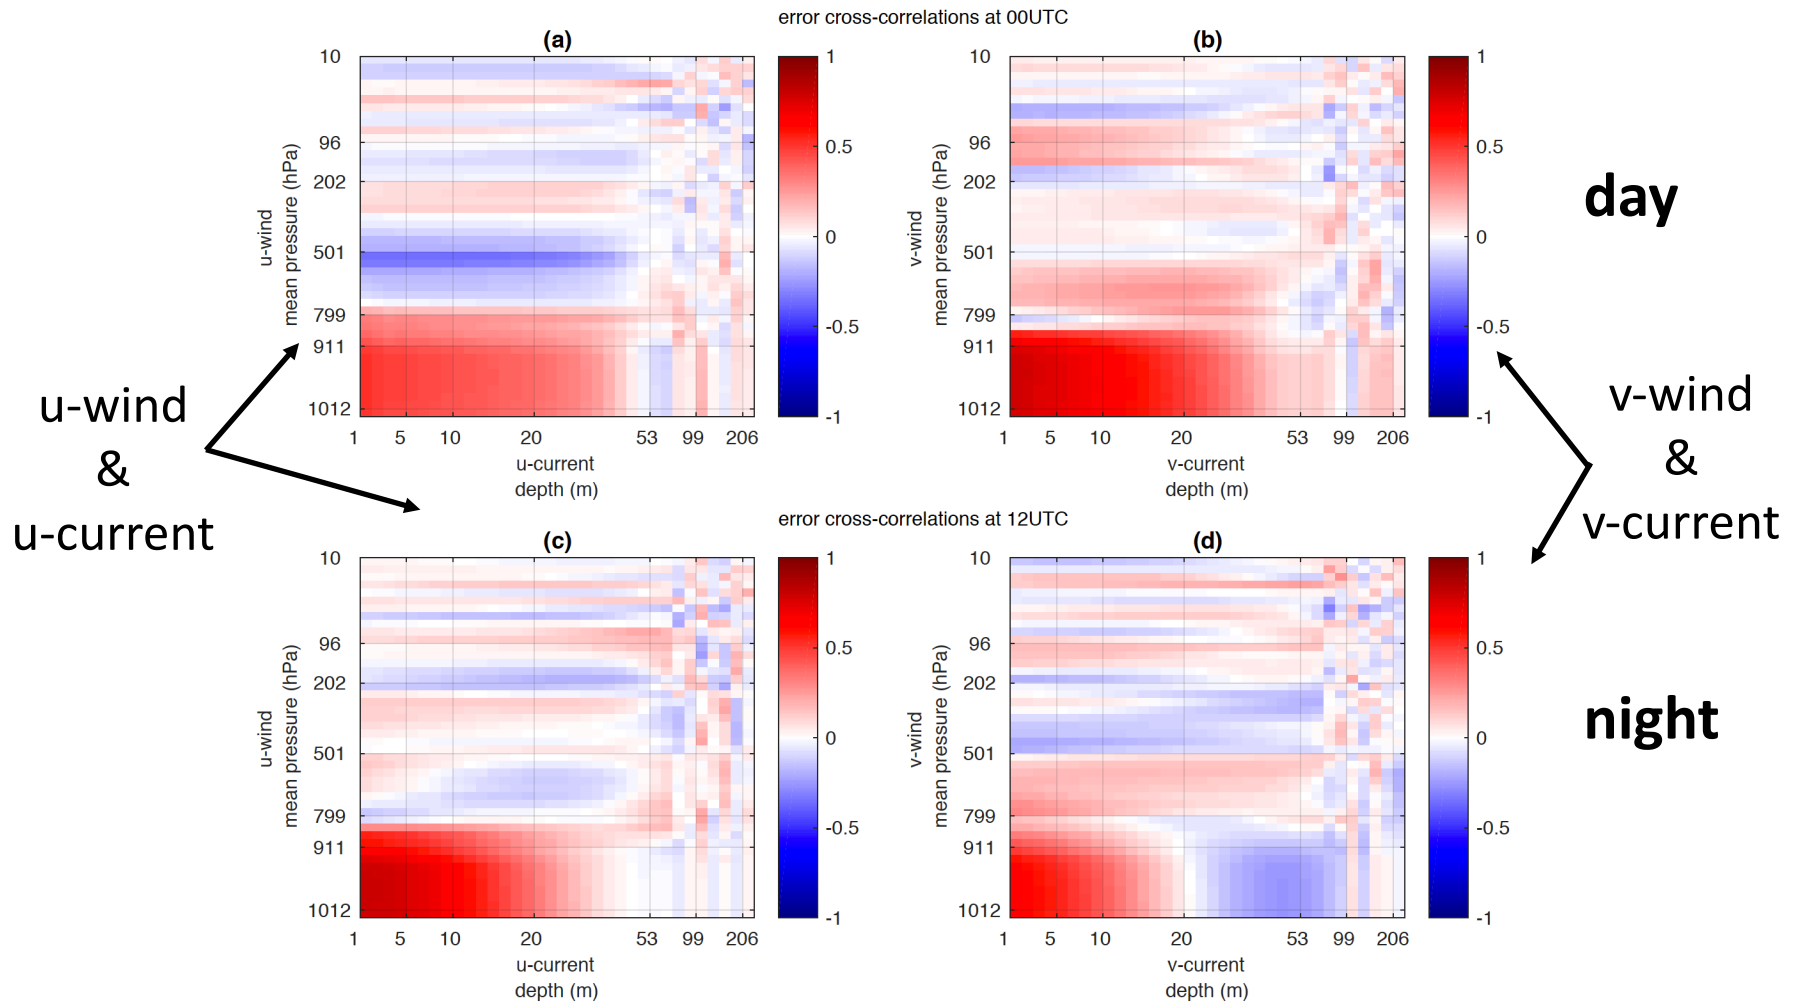 error cross-correlations at 00UTC
(a)
10
96
202
501
799
911
1012
u-wind
mean pressure (hPa)
1 5 10 20 53 99 206
u-current
depth (m)
1
0.5
0
-0.5
-1
(b)
10
96
202
501
799
911
1012
v-wind
mean pressure (hPa)
1 5 10 20 53 99 206
v-current
depth (m)
1
0.5
0
-0.5
-1
day
u-wind
&
u-current
v-wind
&
v-current
error cross-correlations at 12UTC
(c)
10
96
202
501
799
911
1012
u-wind
mean pressure (hPa)
1 5 10 20 53 99 206
u-current
depth (m)
1
0.5
0
-0.5
-1
(d)
10
96
202
501
799
911
1012
v-wind
mean pressure (hPa)
1 5 10 20 53 99 206
v-current
depth (m)
1
0.5
0
-0.5
-1
night